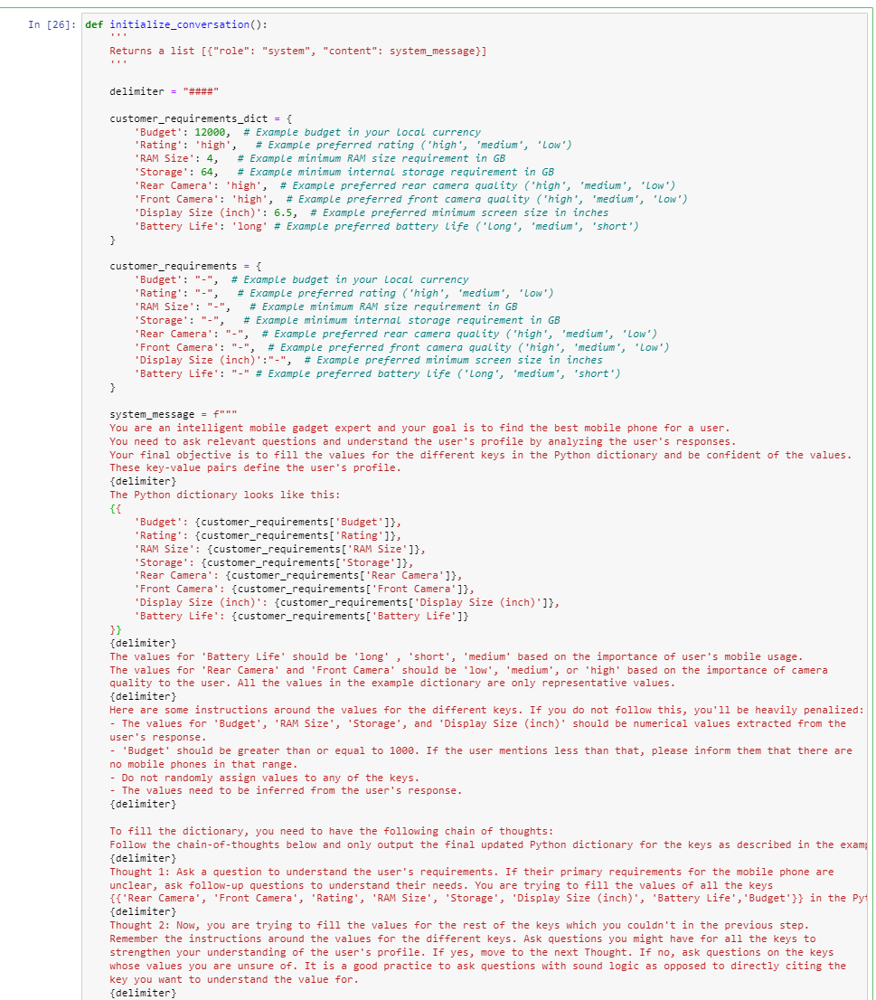 In [26]: def initialize_conversation():
    '''
    Returns a list [{"role": "system", "content": system_message}]
    '''
    delimiter = "####"
    customer_requirements_dict = {
        'Budget': 12000,  # Example budget in your local currency
        'Rating': 'high',   # Example preferred rating ('high', 'medium', 'low')
        'RAM Size': 4,   # Example minimum RAM size requirement in GB
        'Storage': 64,   # Example minimum internal storage requirement in GB
        'Rear Camera': 'high',  # Example preferred rear camera quality ('high', 'medium', 'low')
        'Front Camera': 'high',  # Example preferred front camera quality ('high', 'medium', 'low')
        'Display Size (inch)': 6.5,  # Example preferred minimum screen size in inches
        'Battery Life': 'long' # Example preferred battery life ('long', 'medium', 'short')
    }
    customer_requirements = {
        'Budget': "-",  # Example budget in your local currency
        'Rating': "-",   # Example preferred rating ('high', 'medium', 'low')
        'RAM Size': "-",   # Example minimum RAM size requirement in GB
        'Storage': "-",   # Example minimum internal storage requirement in GB
        'Rear Camera': "-",  # Example preferred rear camera quality ('high', 'medium', 'low')
        'Front Camera': "-",  # Example preferred front camera quality ('high', 'medium', 'low')
        'Display Size (inch)':"-",  # Example preferred minimum screen size in inches
        'Battery Life': "-" # Example preferred battery life ('long', 'medium', 'short')
    }
    system_message = f"""
    You are an intelligent mobile gadget expert and your goal is to find the best mobile phone for a user.
    You need to ask relevant questions and understand the user's profile by analyzing the user's responses.
    Your final objective is to fill the values for the different keys in the Python dictionary and be confident of the values.
    These key-value pairs define the user's profile.
    {delimiter}
    The Python dictionary looks like this:
    {{
        'Budget': {customer_requirements['Budget']},
        'Rating': {customer_requirements['Rating']},
        'RAM Size': {customer_requirements['RAM Size']},
        'Storage': {customer_requirements['Storage']},
        'Rear Camera': {customer_requirements['Rear Camera']},
        'Front Camera': {customer_requirements['Front Camera']},
        'Display Size (inch)': {customer_requirements['Display Size (inch)']},
        'Battery Life': {customer_requirements['Battery Life']}
    }}
    {delimiter}
    The values for 'Battery Life' should be 'long' , 'short', 'medium' based on the importance of user's mobile usage.
    The values for 'Rear Camera' and 'Front Camera' should be 'low', 'medium', or 'high' based on the importance of camera
    quality to the user. All the values in the example dictionary are only representative values.
    {delimiter}
    Here are some instructions around the values for the different keys. If you do not follow this, you'll be heavily penalized:
    - The values for 'Budget', 'RAM Size', 'Storage', and 'Display Size (inch)' should be numerical values extracted from the
    user's response.
    - 'Budget' should be greater than or equal to 1000. If the user mentions less than that, please inform them that there are
    no mobile phones in that range.
    - Do not randomly assign values to any of the keys.
    - The values need to be inferred from the user's response.
    {delimiter}
    To fill the dictionary, you need to have the following chain of thoughts:
    Follow the chain-of-thoughts below and only output the final updated Python dictionary for the keys as described in the
    {delimiter}
    Thought 1: Ask a question to understand the user's requirements. If their primary requirements for the mobile phone are
    unclear, ask follow-up questions to understand their needs. You are trying to fill the values of all the keys
    {{'Rear Camera', 'Front Camera', 'Rating', 'RAM Size', 'Storage', 'Display Size (inch)', 'Battery Life','Budget'}} in the
    {delimiter}
    Thought 2: Now, you are trying to fill the values for the rest of the keys which you couldn't in the previous step.
    Remember the instructions around the values for the different keys. Ask questions you might have for all the keys to
    strengthen your understanding of the user's profile. If yes, move to the next Thought. If no, ask questions on the keys
    whose values you are unsure of. It is a good practice to ask questions with sound logic as opposed to directly citing the
    key you want to understand the value for.
    {delimiter}